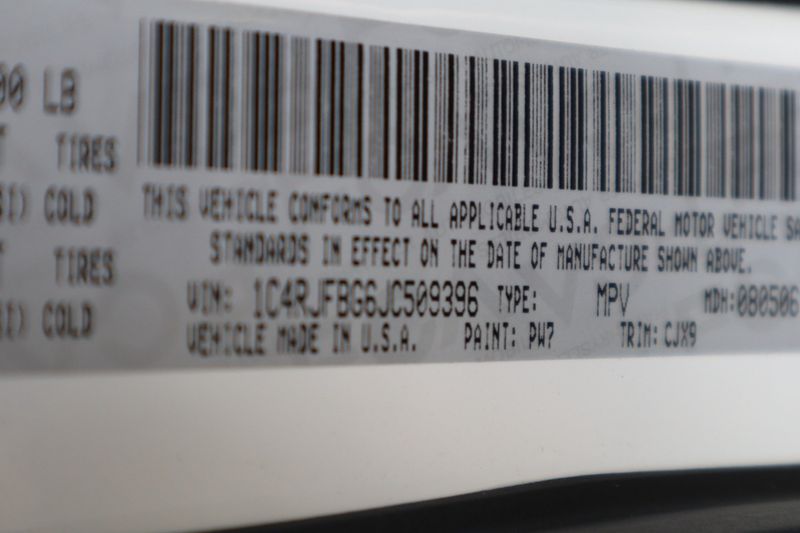 00 LB
TIRES
SI) COLD
TIRES
SI) COLD
THIS VEHICLE CONFORMS TO ALL APPLICABLE U.S.A. FEDERAL MOTOR VEHICLE SA
STANDARDS IN EFFECT ON THE DATE OF MANUFACTURE SHOWN ABOVE.
VIN: 1C4RJFBG6JC509396 TYPE: MPV MDH:080506
VEHICLE MADE IN U.S.A. PAINT: PW7 TRIM: CJX9